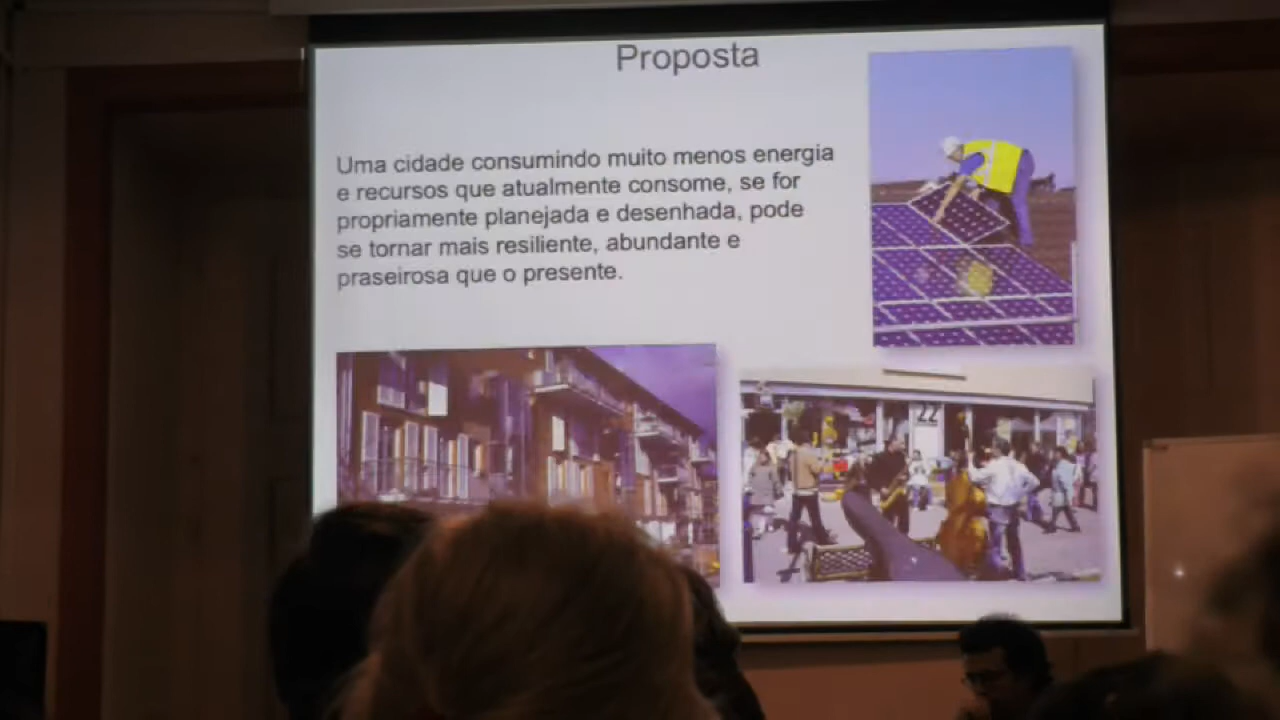 Proposta
Uma cidade consumindo muito menos energia
e recursos que atualmente consome, se for
propriamente planejada e desenhada, pode
se tornar mais resiliente, abundante e
praseirosa que o presente.
22